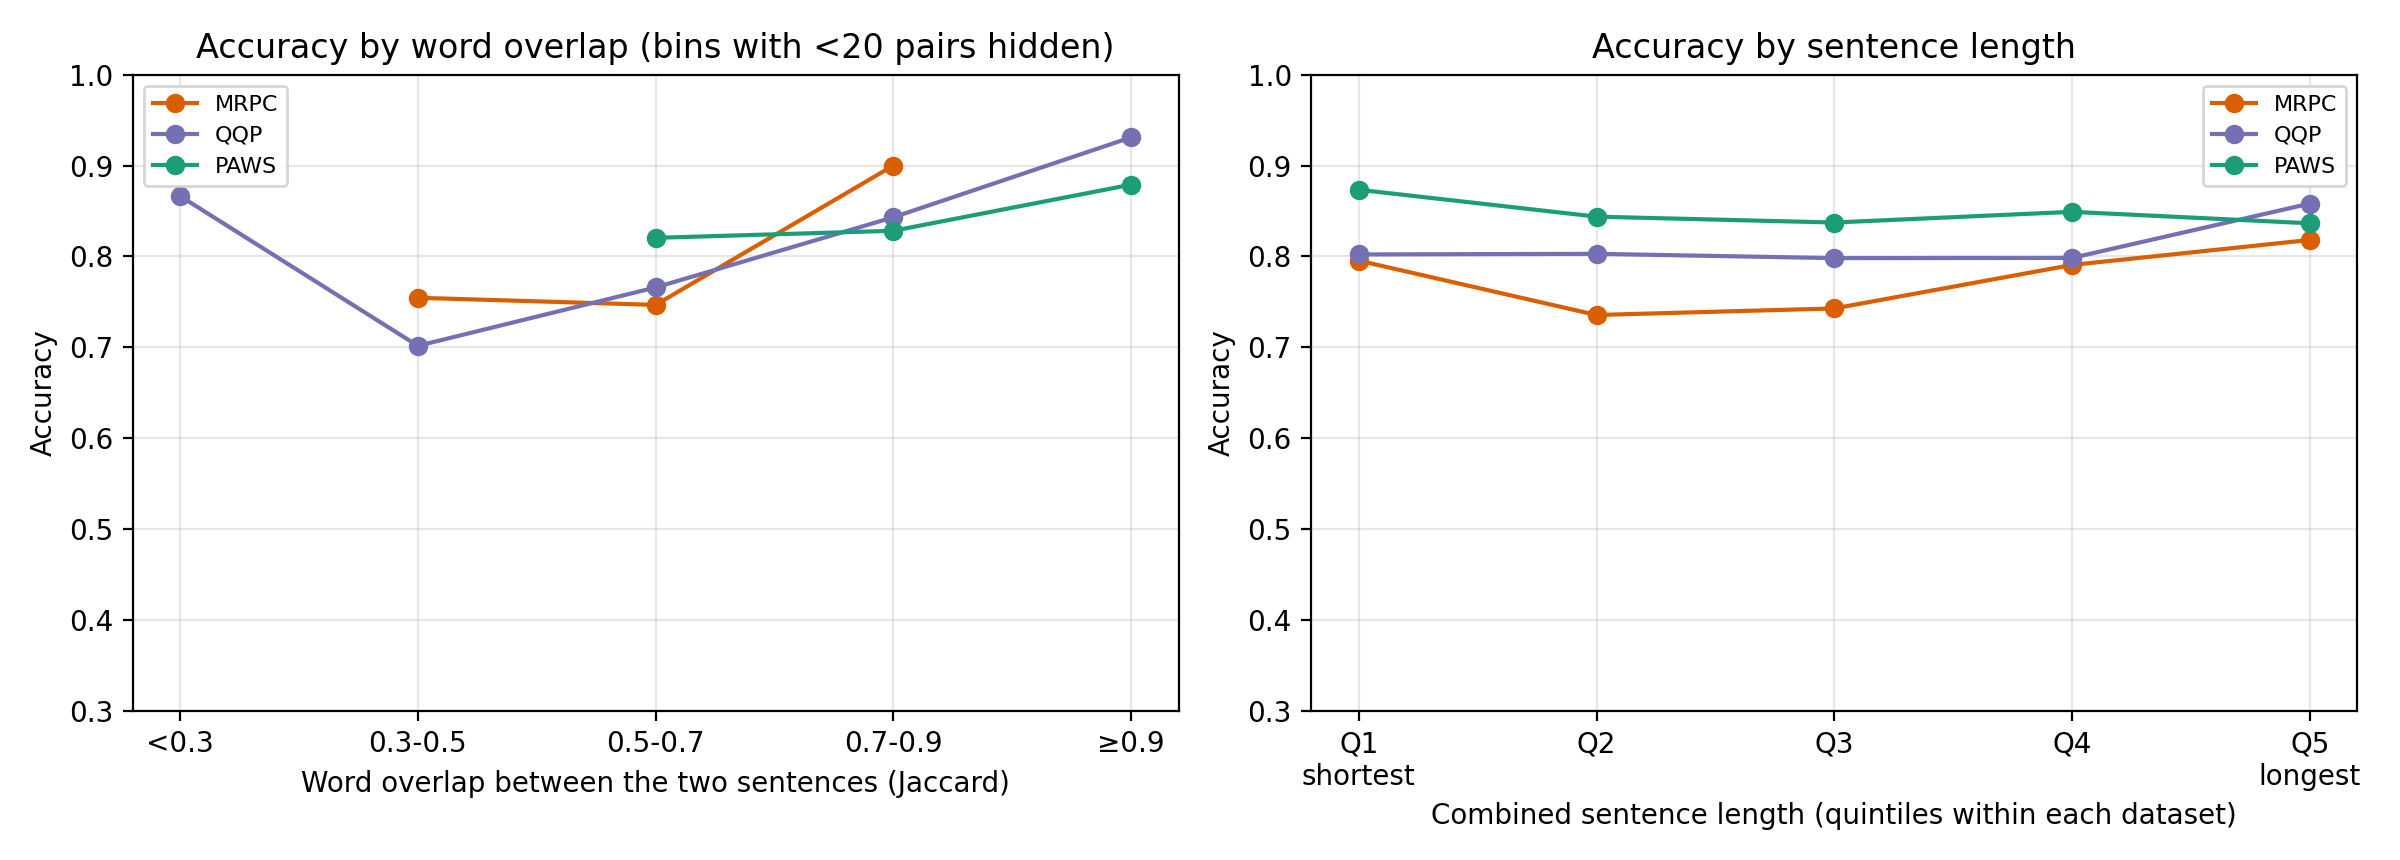 Accuracy by word overlap (bins with <20 pairs hidden)
1.0
0.9
0.8
0.7
0.6
0.5
0.4
0.3
Accuracy
MRPC
QQP
PAWS
<0.3 0.3-0.5 0.5-0.7 0.7-0.9 ≥0.9
Word overlap between the two sentences (Jaccard)
Accuracy by sentence length
1.0
0.9
0.8
0.7
0.6
0.5
0.4
0.3
Accuracy
MRPC
QQP
PAWS
Q1 Q2 Q3 Q4 Q5
shortest longest
Combined sentence length (quintiles within each dataset)